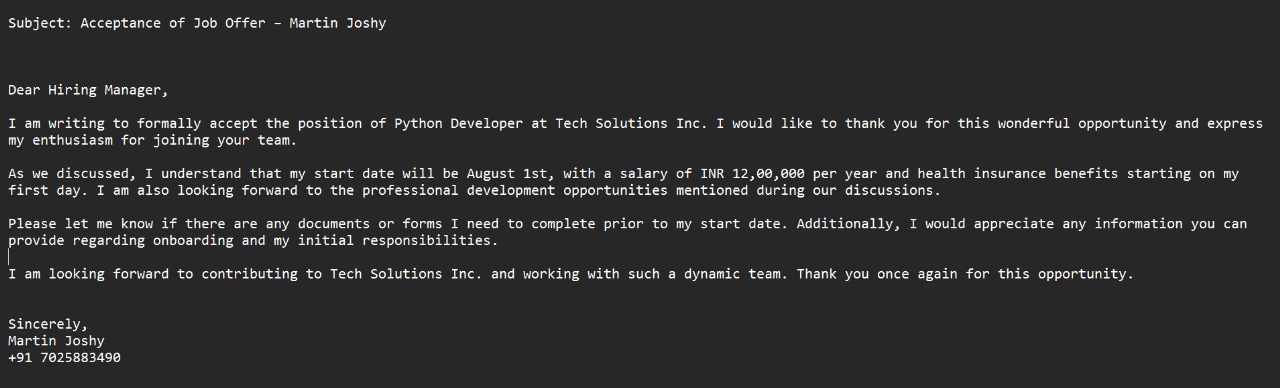 Subject: Acceptance of Job Offer – Martin Joshy
Dear Hiring Manager,
I am writing to formally accept the position of Python Developer at Tech Solutions Inc. I would like to thank you for this wonderful opportunity and express
my enthusiasm for joining your team.
As we discussed, I understand that my start date will be August 1st, with a salary of INR 12,00,000 per year and health insurance benefits starting on my
first day. I am also looking forward to the professional development opportunities mentioned during our discussions.
Please let me know if there are any documents or forms I need to complete prior to my start date. Additionally, I would appreciate any information you can
provide regarding onboarding and my initial responsibilities.
I am looking forward to contributing to Tech Solutions Inc. and working with such a dynamic team. Thank you once again for this opportunity.
Sincerely,
Martin Joshy
+91 7025883490